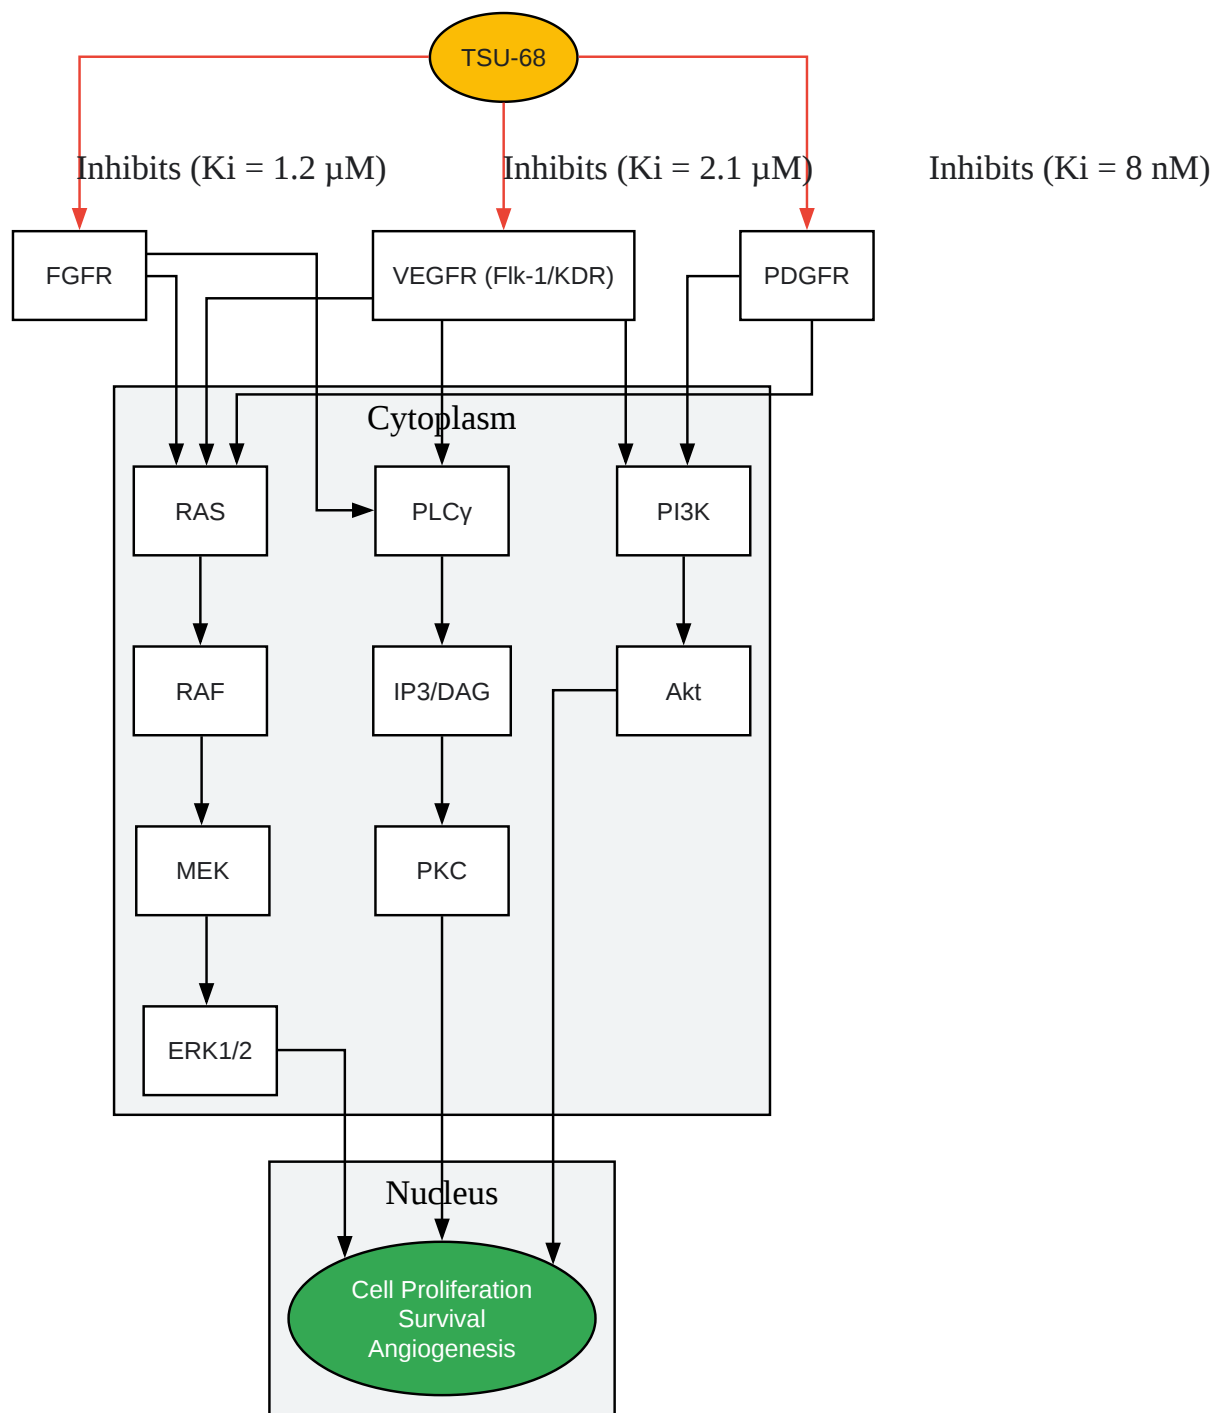 TSU-68
Inhibits (Ki = 1.2 µM)
Inhibits (Ki = 2.1 µM)
Inhibits (Ki = 8 nM)
FGFR
VEGFR (Flk-1/KDR)
PDGFR
Cytoplasm
RAS
PLCγ
PI3K
RAF
IP3/DAG
Akt
MEK
PKC
ERK1/2
Nucleus
Cell Proliferation
Survival
Angiogenesis